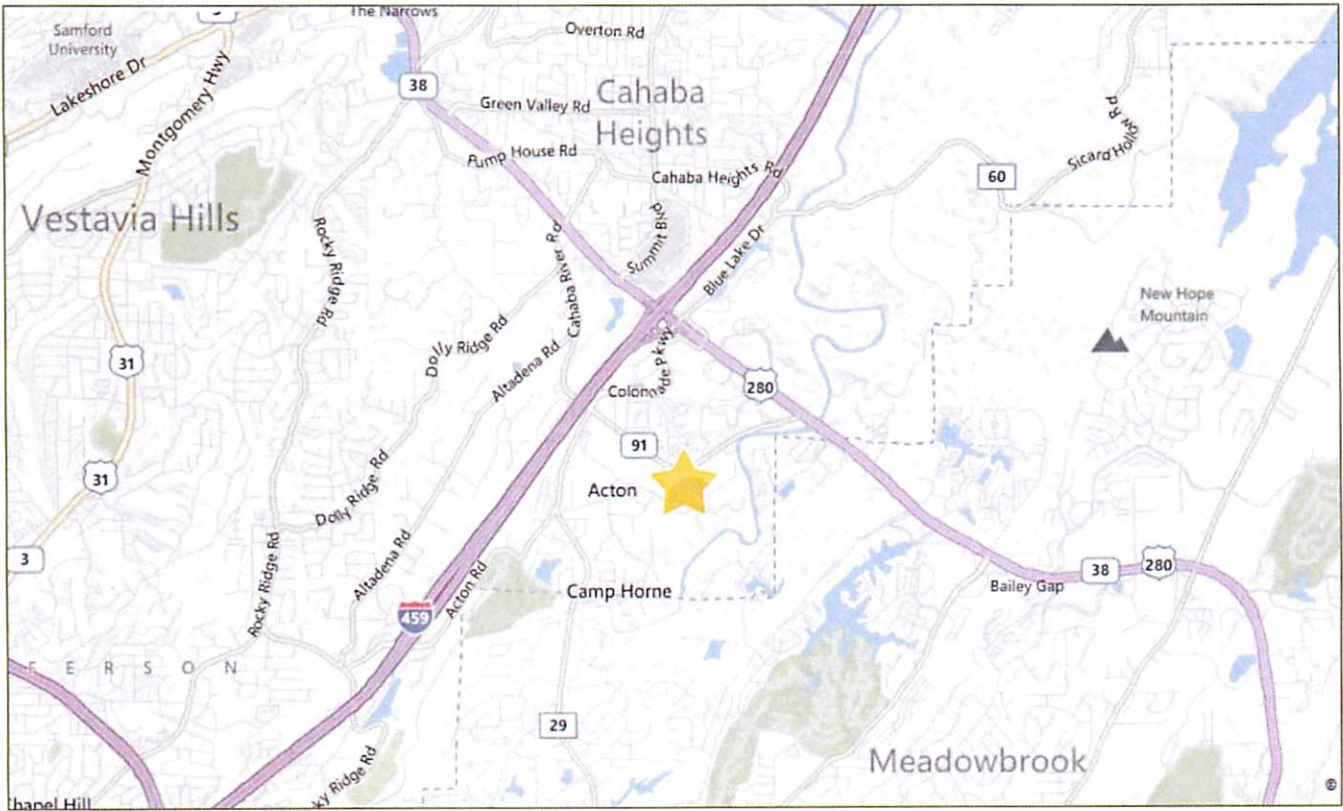 The Narrows
Samford
University
Overton Rd
Lakeshore Dr
Montgomery Hwy
38
Green Valley Rd
Cahaba
Heights
Pump House Rd
Cahaba Heights Rd
60
Sicard Hollow Rd
Vestavia Hills
Rocky Ridge Rd
Cahaba River Rd
Summit Blvd
Blue Lake Dr
New Hope
Mountain
31
Dolly Ridge Rd
Altadena Rd
Colonnade Pkwy
280
91
31
Acton
Dolly Ridge Rd
3
Rocky Ridge Rd
Altadena Rd
Acton Rd
Camp Horne
Bailey Gap
38
280
459
F E R S O N
29
Meadowbrook
ky Ridge Rd
hapel Hill
©